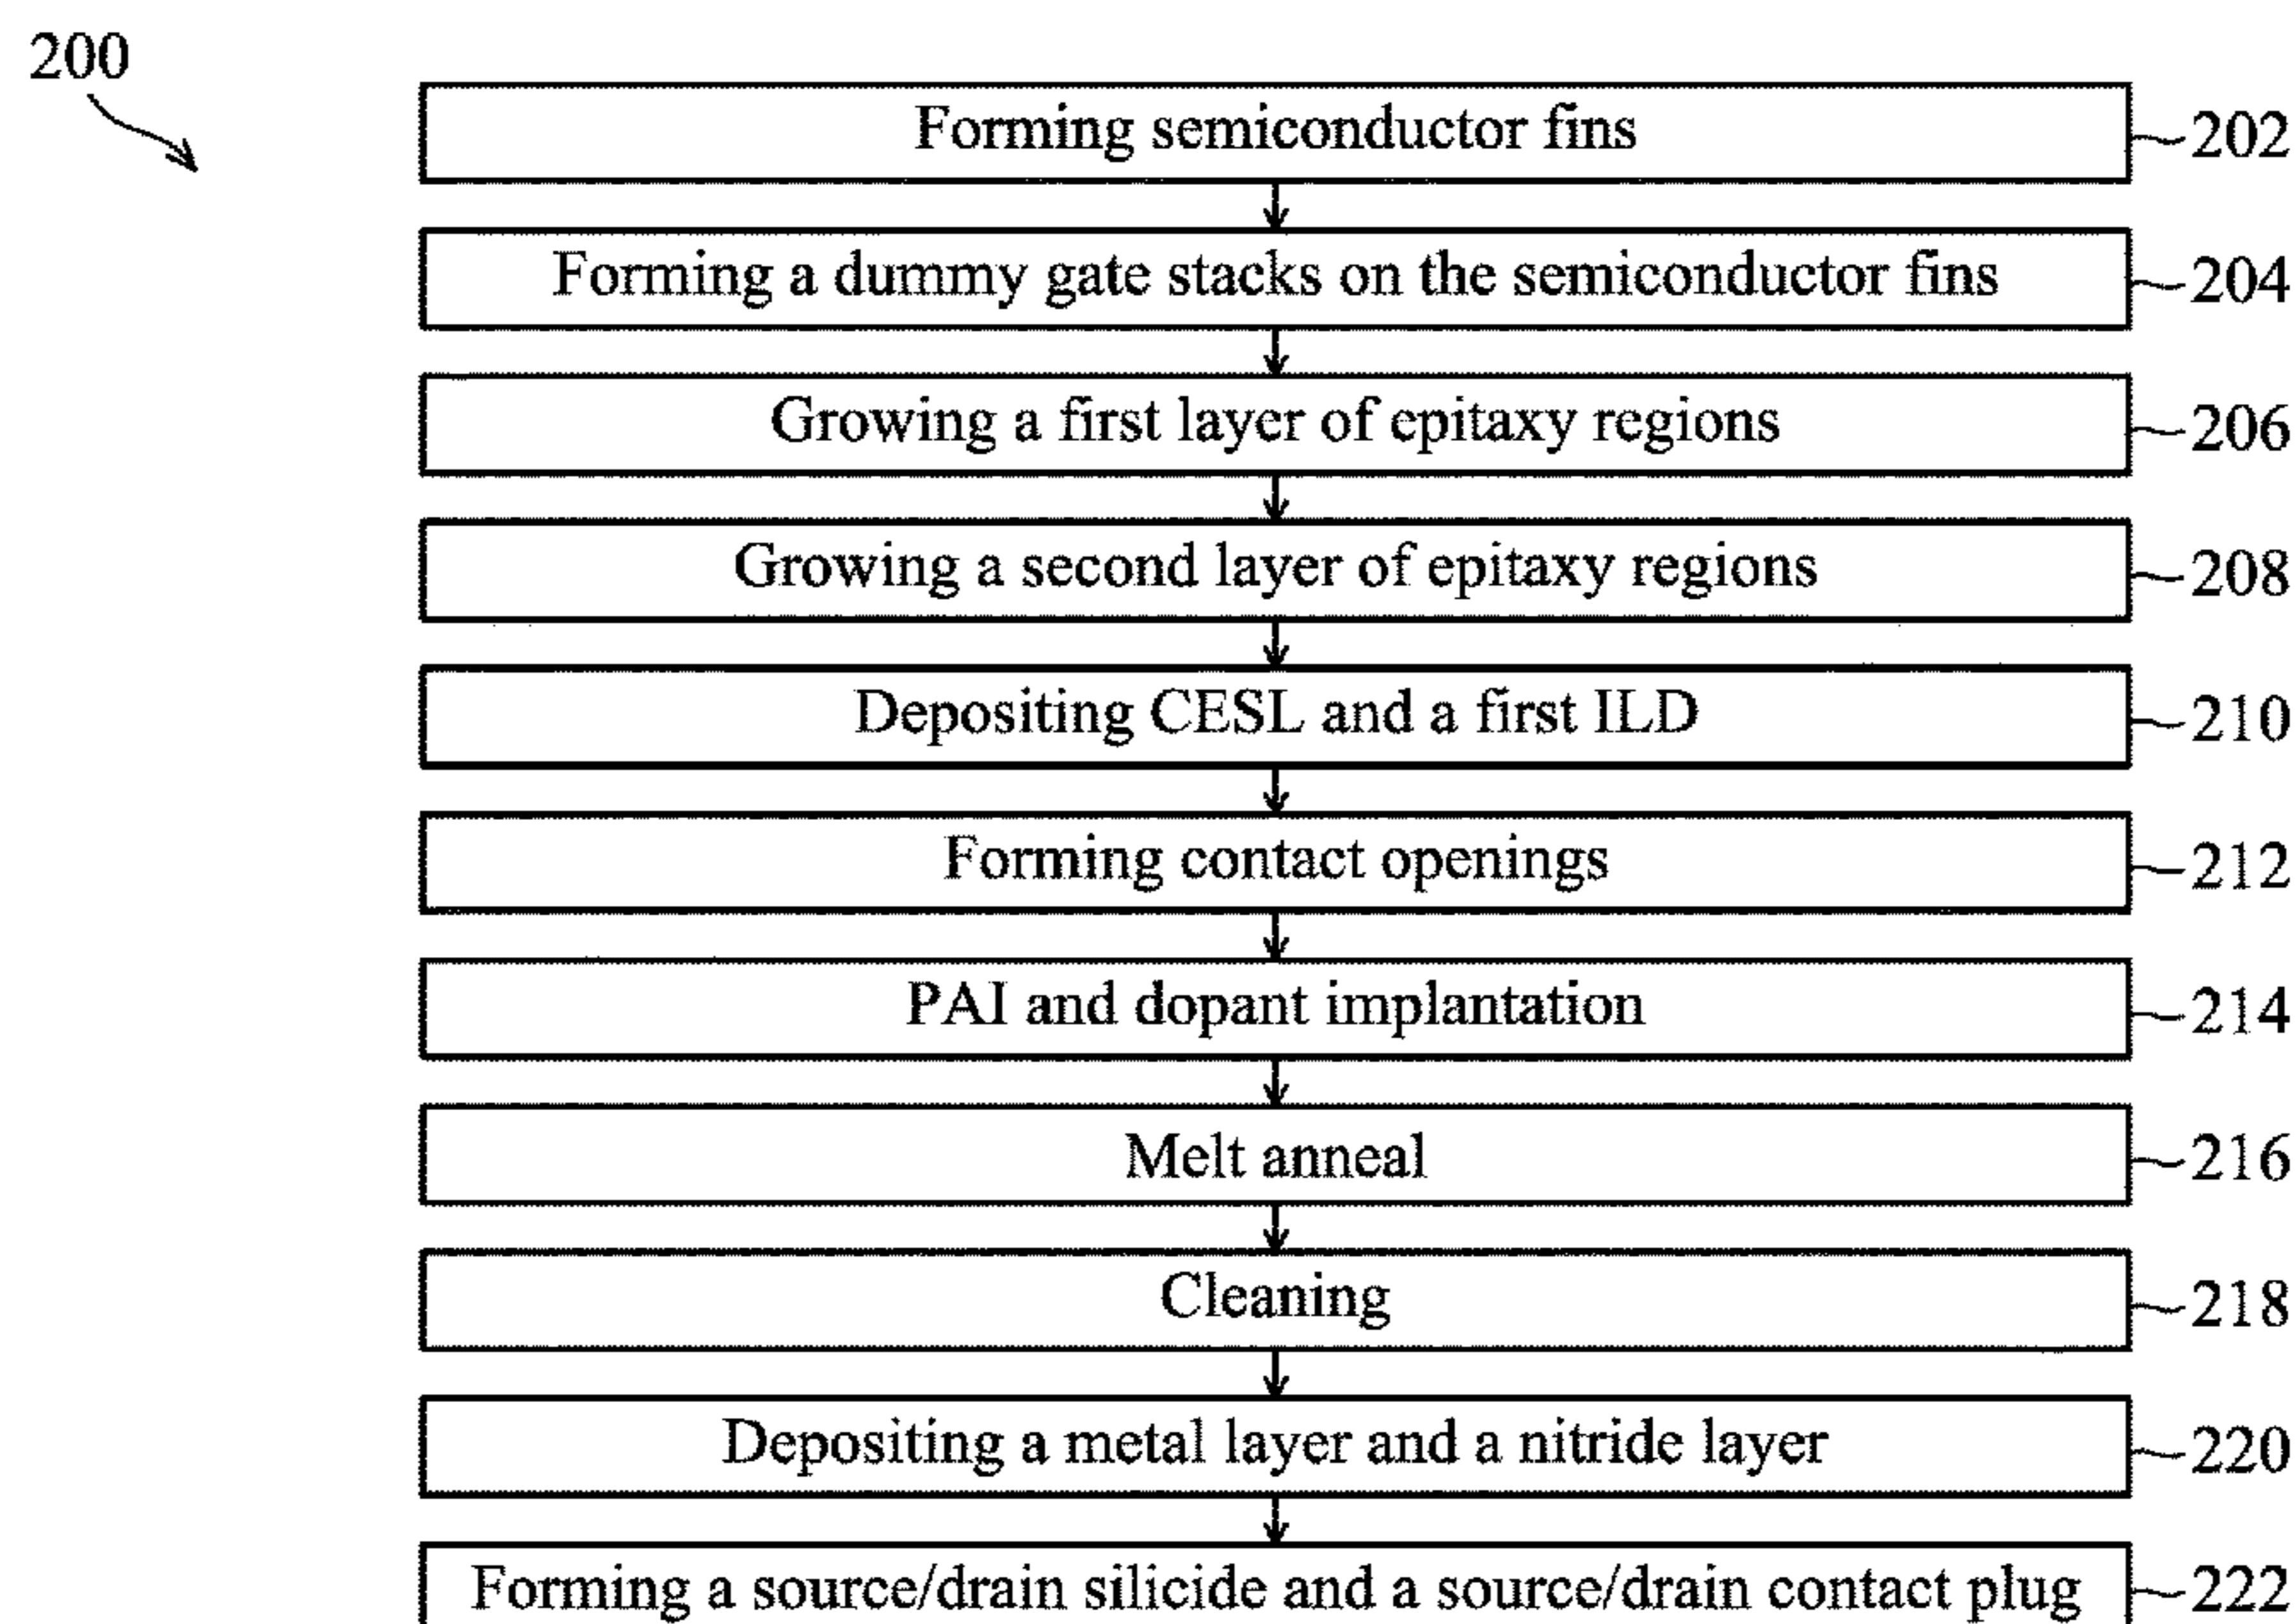 200
Forming semiconductor fins 202
Forming a dummy gate stacks on the semiconductor fins 204
Growing a first layer of epitaxy regions 206
Growing a second layer of epitaxy regions 208
Depositing CESL and a first ILD 210
Forming contact openings 212
PAI and dopant implantation 214
Melt anneal 216
Cleaning 218
Depositing a metal layer and a nitride layer 220
Forming a source/drain silicide and a source/drain contact plug 222